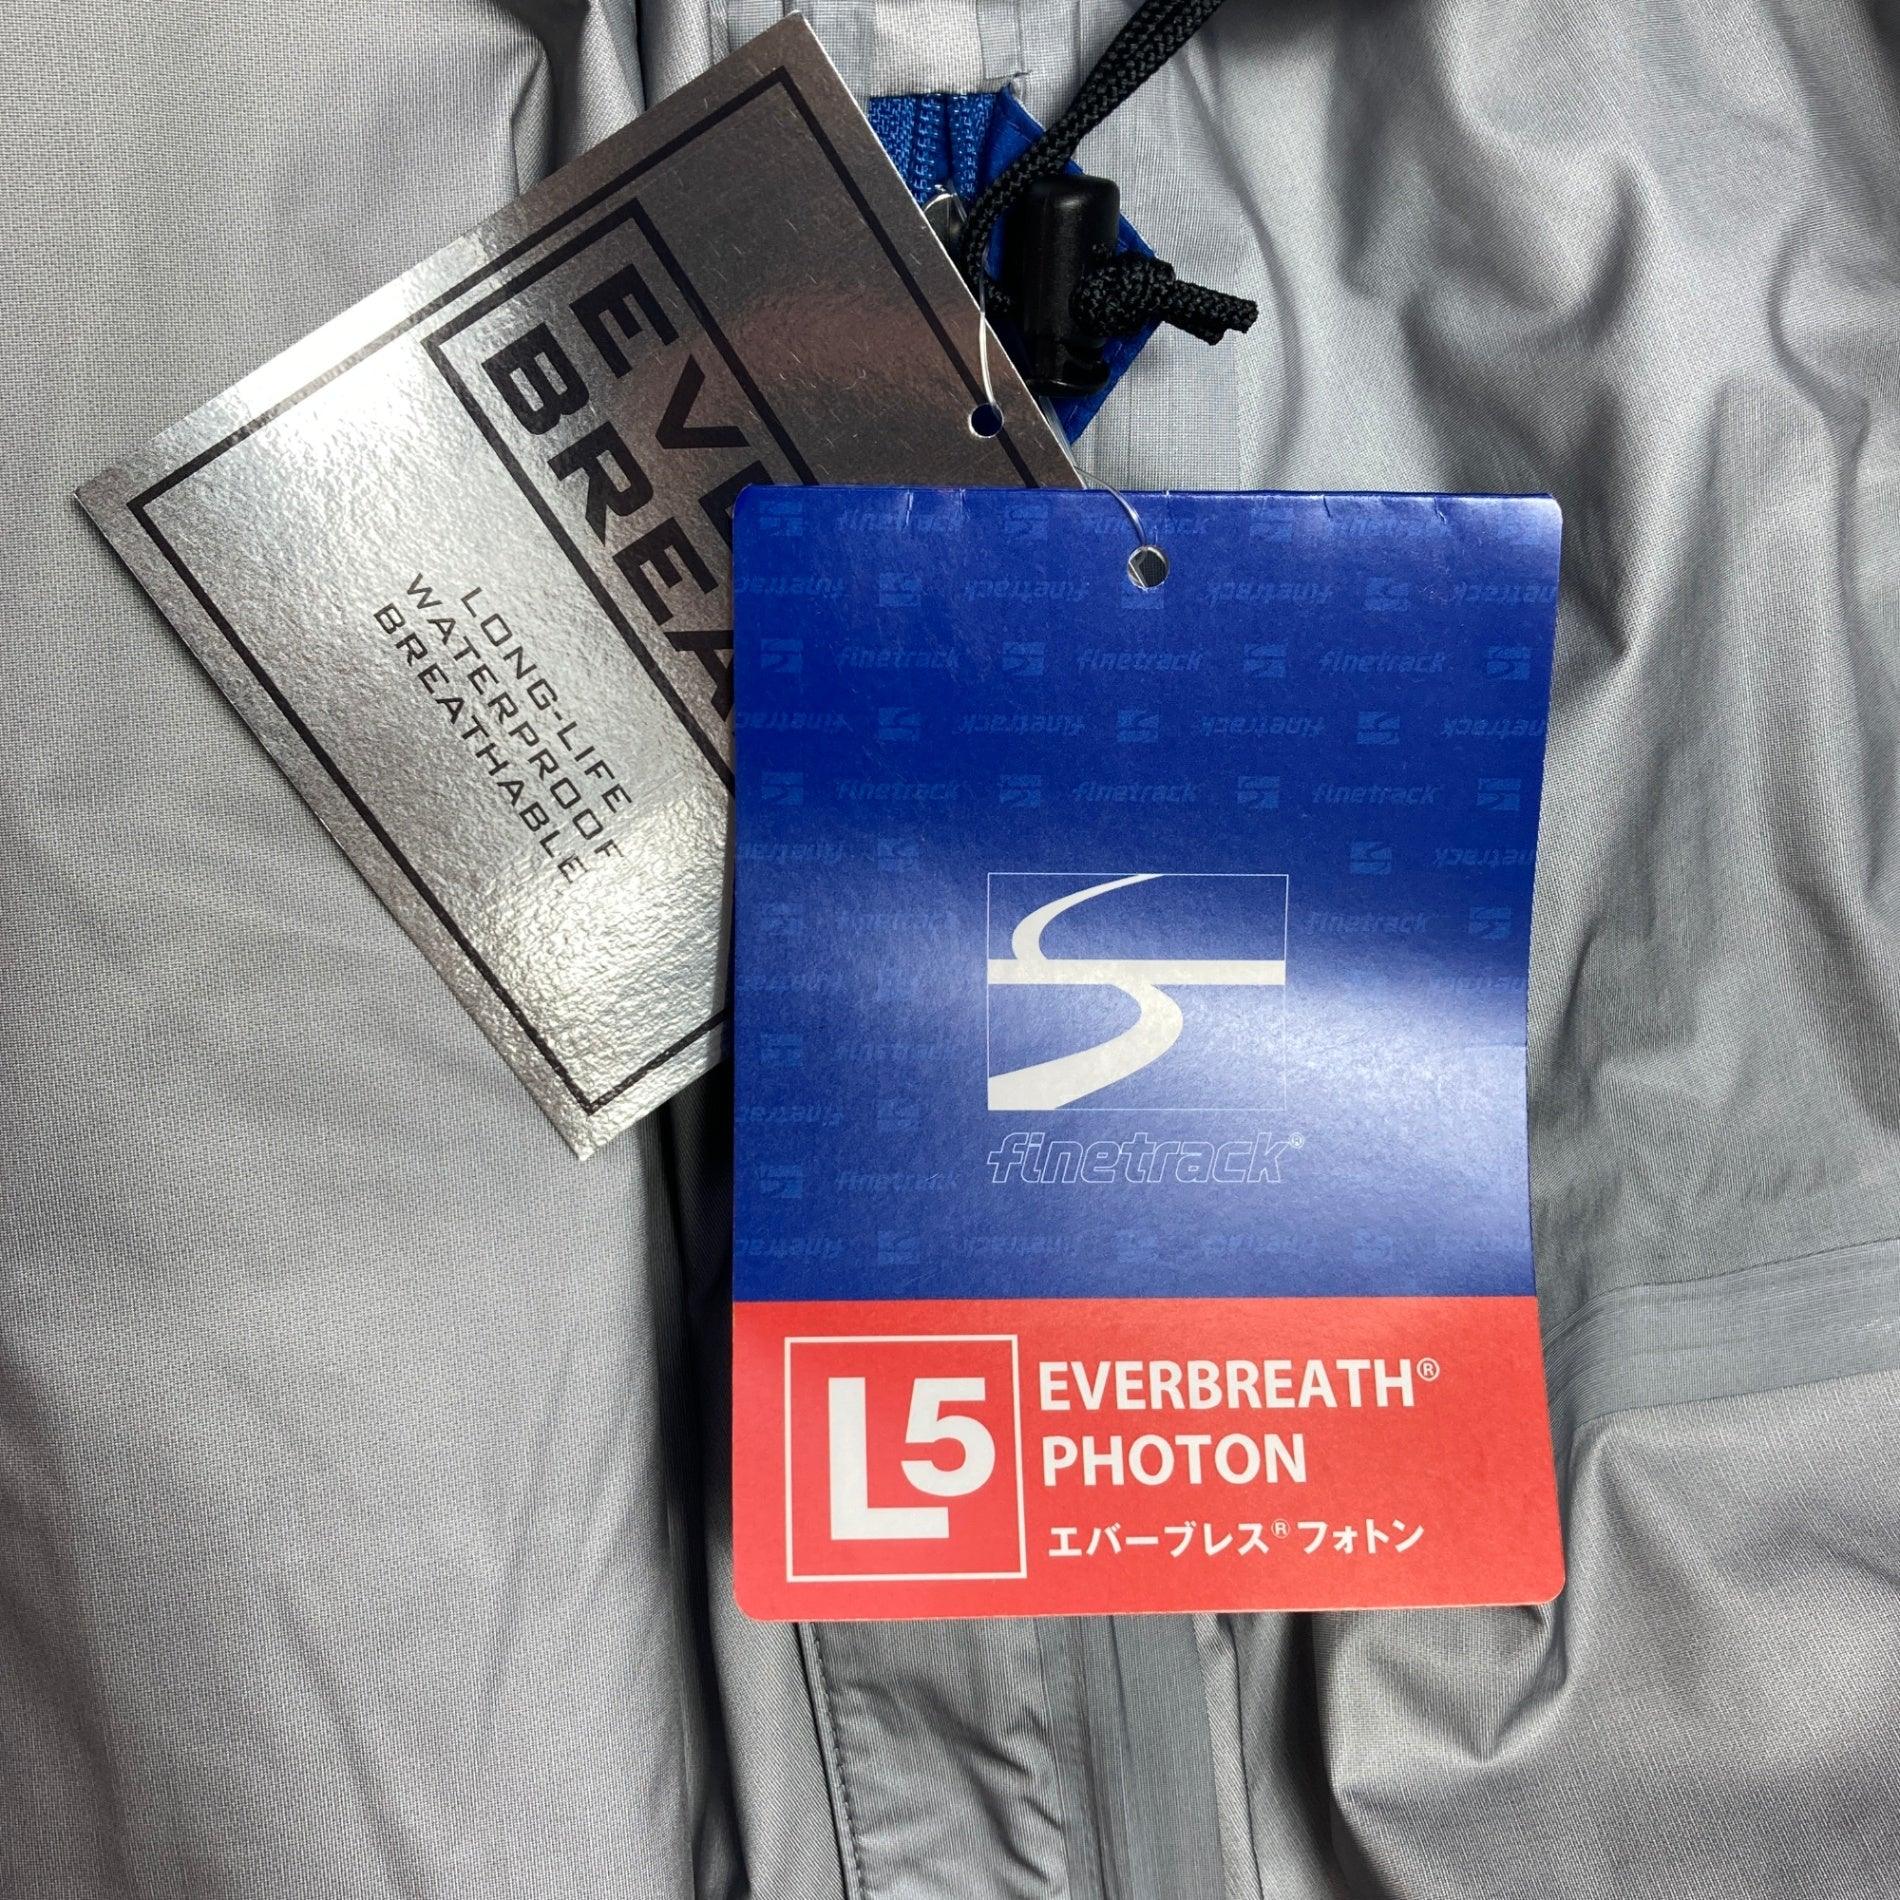 EVE
BREA
LONG-LIFE
WATERPROOF
BREATHABLE
finetrack®
L5
EVERBREATH®
PHOTON
エバーブレス®フォトン